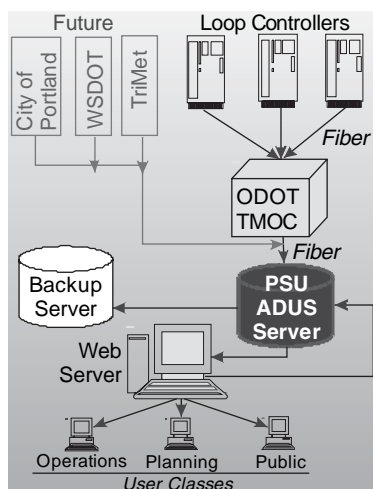 Future
Loop Controllers
City of
Portland
WSDOT
TriMet
Fiber
ODOT
TMOC
Fiber
Backup
Server
PSU
ADUS
Server
Web
Server
Operations
Planning
Public
User Classes